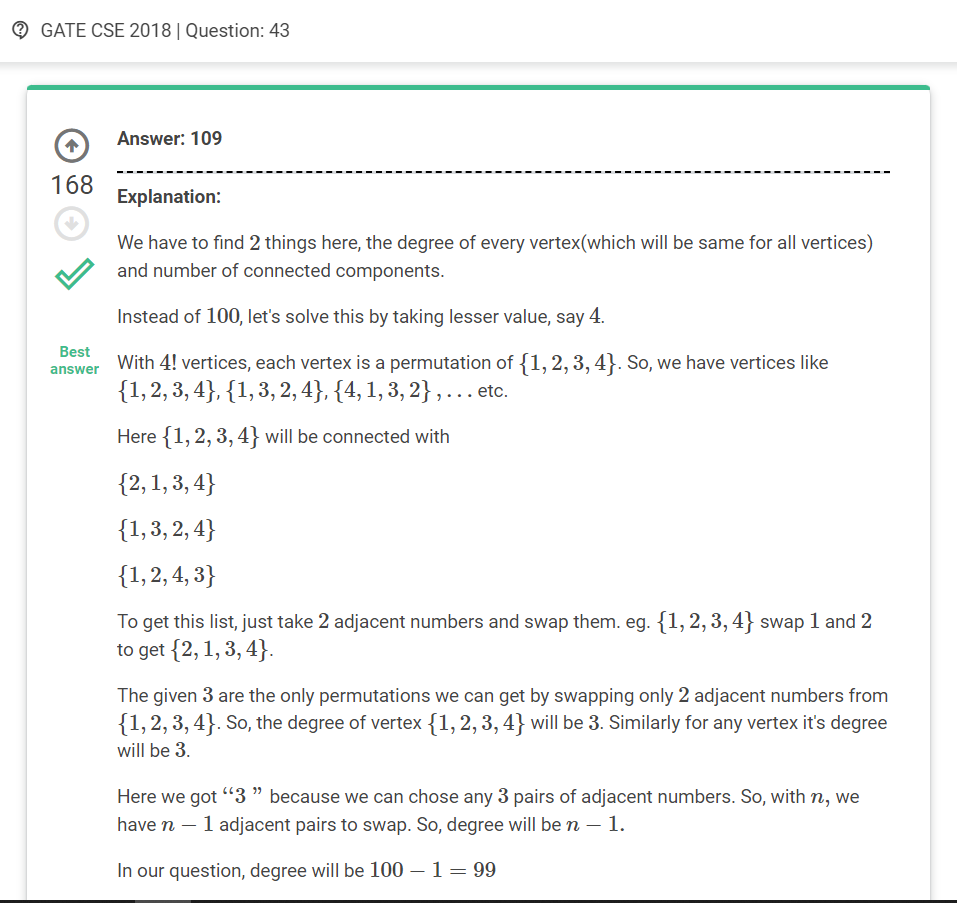 GATE CSE 2018 | Question: 43
Answer: 109
168
Explanation:
We have to find 2 things here, the degree of every vertex(which will be same for all vertices)
and number of connected components.
Instead of 100, let's solve this by taking lesser value, say 4.
Best
answer
With 4! vertices, each vertex is a permutation of {1, 2, 3, 4}. So, we have vertices like
{1, 2, 3, 4}, {1, 3, 2, 4}, {4, 1, 3, 2} , . . . etc.
Here {1, 2, 3, 4} will be connected with
{2, 1, 3, 4}
{1, 3, 2, 4}
{1, 2, 4, 3}
To get this list, just take 2 adjacent numbers and swap them. eg. {1, 2, 3, 4} swap 1 and 2
to get {2, 1, 3, 4}.
The given 3 are the only permutations we can get by swapping only 2 adjacent numbers from
{1, 2, 3, 4}. So, the degree of vertex {1, 2, 3, 4} will be 3. Similarly for any vertex it's degree
will be 3.
Here we got “3 ” because we can chose any 3 pairs of adjacent numbers. So, with n, we
have n − 1 adjacent pairs to swap. So, degree will be n − 1.
In our question, degree will be 100 − 1 = 99